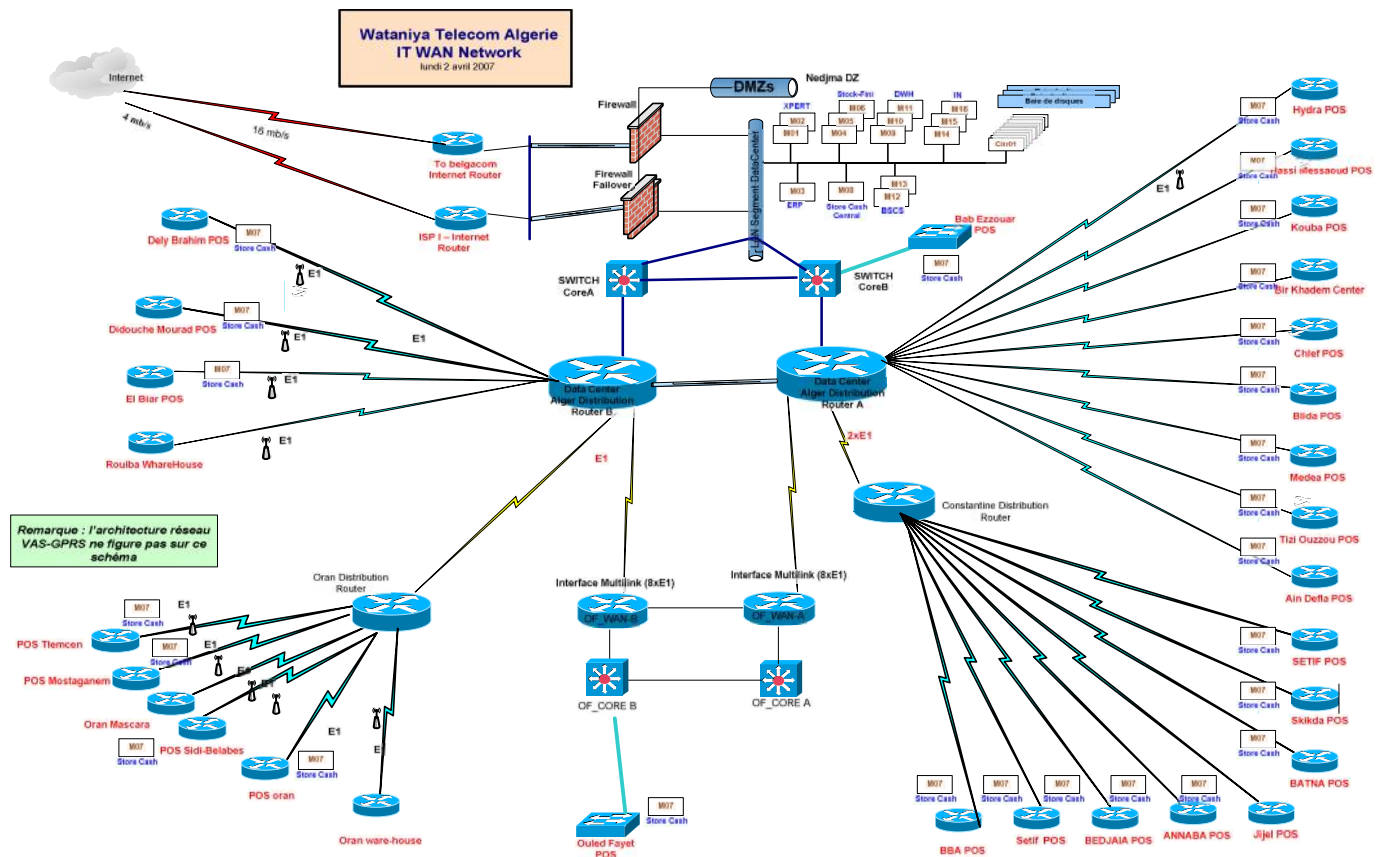 Wataniya Telecom Algerie
IT WAN Network
lundi 2 avril 2007
Internet
4 mb/s
16 mb/s
To belgacom
Internet Router
ISP I – Internet
Router
Firewall
Firewall
Failover
DMZs
Nedjma DZ
LAN Segment DataCenter
XPERT
M02
M01
Stock-Fini
M06
M05
M04
DWH
M11
M10
M09
IN
M16
M15
M14
Baie de disques
Citr01
M03
ERP
M08
Store Cash
Central
M13
M12
BSCS
Bab Ezzouar
POS
M07
Store Cash
SWITCH
CoreA
SWITCH
CoreB
Dely Brahim POS
M07
Store Cash
E1
Didouche Mourad POS
M07
Store Cash
E1
E1
El Biar POS
M07
Store Cash
E1
Rouiba WhareHouse
E1
Data Center
Alger Distribution
Router B
Data Center
Alger Distribution
Router A
E1
2xE1
M07
Store Cash
Hydra POS
M07
Store Cash
Hassi Messaoud POS
E1
M07
Store Cash
Kouba POS
M07
Store Cash
Bir Khadem Center
M07
Store Cash
Chlef POS
M07
Store Cash
Blida POS
M07
Store Cash
Medea POS
M07
Store Cash
Tizi Ouzzou POS
M07
Store Cash
Ain Defla POS
Constantine Distribution
Router
Remarque : l'architecture réseau
VAS-GPRS ne figure pas sur ce
schéma
Oran Distribution
Router
Interface Multilink (8xE1)
Interface Multilink (8xE1)
OF_WAN-B
OF_WAN-A
OF_CORE B
OF_CORE A
M07
Store Cash
E1
POS Tlemcen
M07
Store Cash
E1
POS Mostaganem
E1
E1
Oran Mascara
M07
Store Cash
POS Sidi-Belabes
E1
M07
Store Cash
POS oran
E
Oran ware-house
M07
Store Cash
Ouled Fayet
POS
M07
Store Cash
SETIF POS
M07
Store Cash
Skikda POS
M07
Store Cash
BATNA POS
M07
Store Cash
M07
Store Cash
M07
Store Cash
M07
Store Cash
M07
Store Cash
BBA POS
Setif POS
BEDJAIA POS
ANNABA POS
Jijel POS